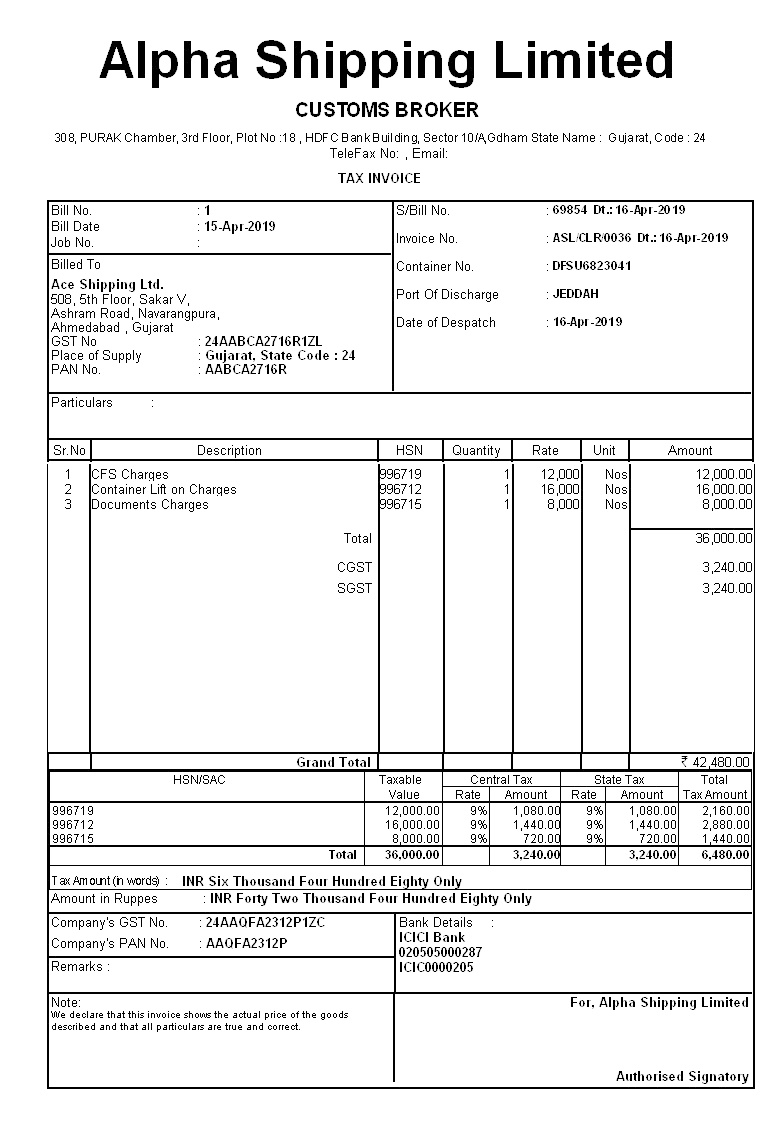 Alpha Shipping Limited
CUSTOMS BROKER
308, PURAK Chamber, 3rd Floor, Plot No :18 , HDFC Bank Building, Sector 10/A,Gdham State Name : Gujarat, Code : 24
TeleFax No: , Email:
TAX INVOICE
Bill No. : 1
Bill Date : 15-Apr-2019
Job No. :
Billed To
Ace Shipping Ltd.
508, 5th Floor, Sakar V,
Ashram Road, Navarangpura,
Ahmedabad , Gujarat
GST No : 24AABCA2716R1ZL
Place of Supply : Gujarat, State Code : 24
PAN No. : AABCA2716R
S/Bill No. : 69854 Dt.: 16-Apr-2019
Invoice No. : ASL/CLR/0036 Dt.: 16-Apr-2019
Container No. : DFSU6823041
Port Of Discharge : JEDDAH
Date of Despatch : 16-Apr-2019
Particulars :
Sr.No Description HSN Quantity Rate Unit Amount
1 CFS Charges 996719 1 12,000 Nos 12,000.00
2 Container Lift on Charges 996712 1 16,000 Nos 16,000.00
3 Documents Charges 996715 1 8,000 Nos 8,000.00
Total 36,000.00
CGST 3,240.00
SGST 3,240.00
Grand Total ₹ 42,480.00
HSN/SAC Taxable Central Tax State Tax Total
Value Rate Amount Rate Amount Tax Amount
996719 12,000.00 9% 1,080.00 9% 1,080.00 2,160.00
996712 16,000.00 9% 1,440.00 9% 1,440.00 2,880.00
996715 8,000.00 9% 720.00 9% 720.00 1,440.00
Total 36,000.00 3,240.00 3,240.00 6,480.00
Tax Amount (in words) : INR Six Thousand Four Hundred Eighty Only
Amount in Ruppes : INR Forty Two Thousand Four Hundred Eighty Only
Company's GST No. : 24AAQFA2312P1ZC
Company's PAN No. : AAQFA2312P
Remarks :
Bank Details :
ICICI Bank
020505000287
ICIC0000205
Note:
We declare that this invoice shows the actual price of the goods
described and that all particulars are true and correct.
For, Alpha Shipping Limited
Authorised Signatory